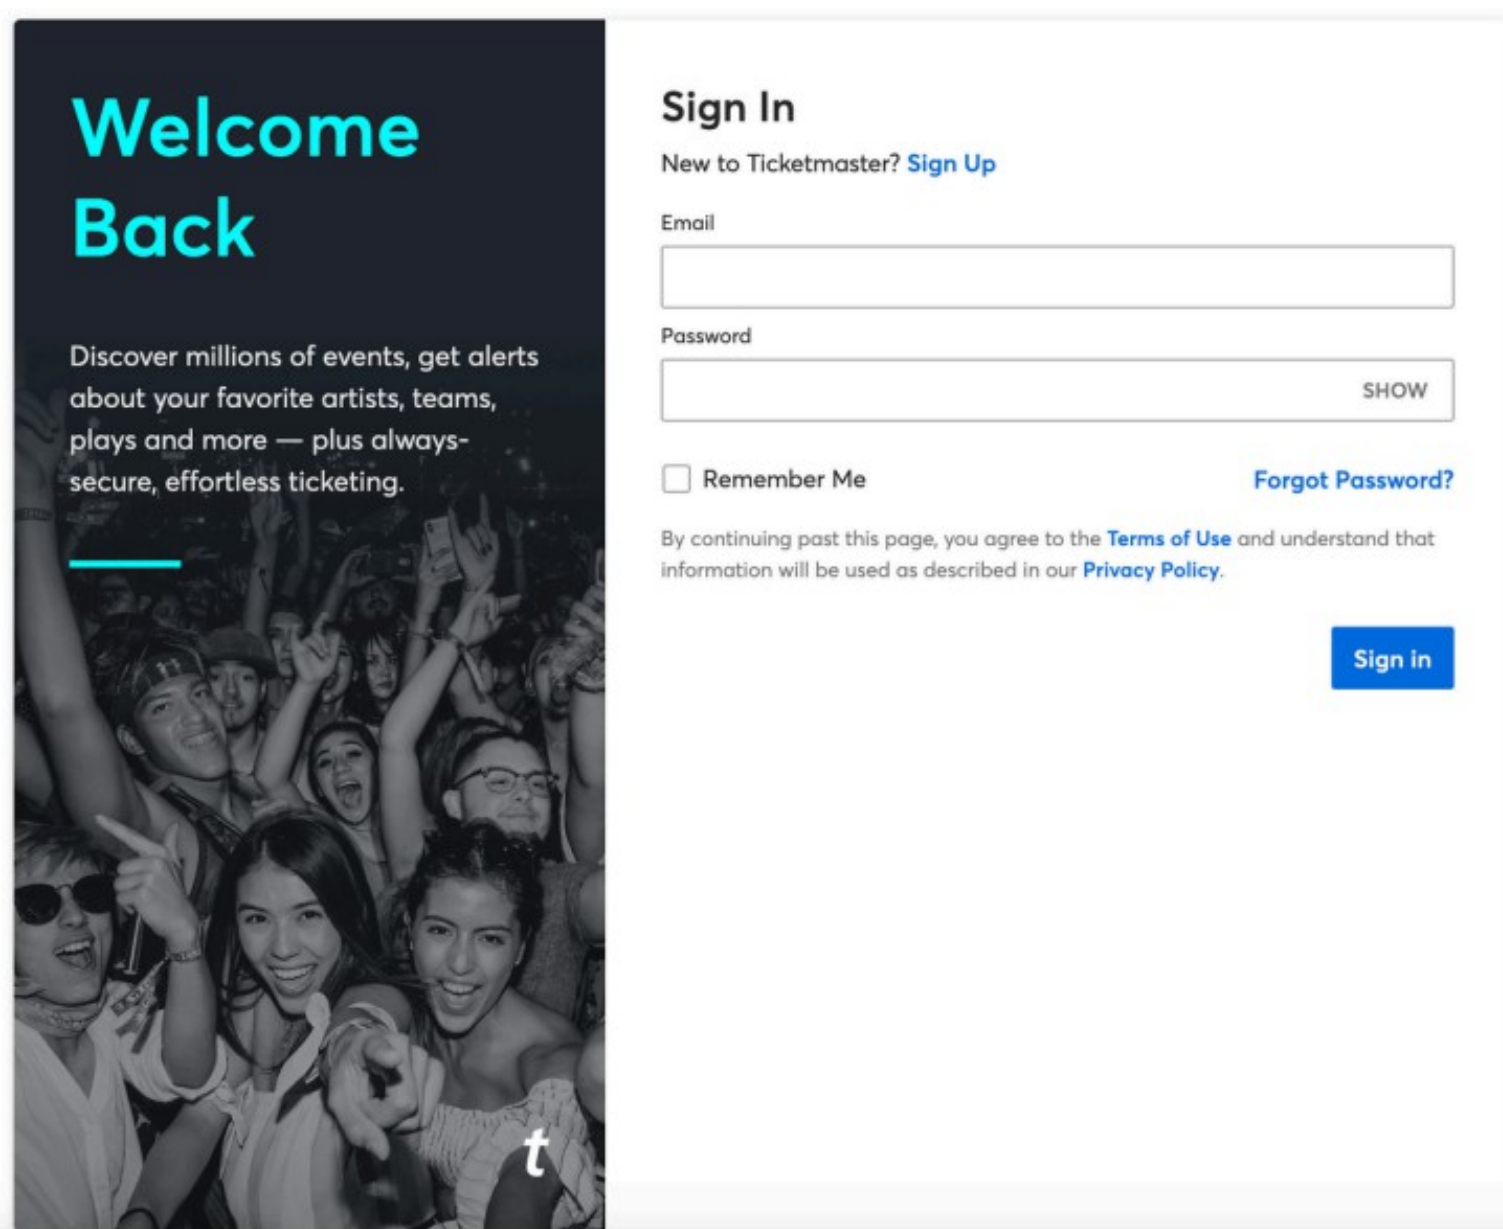 Welcome
Back
Discover millions of events, get alerts
about your favorite artists, teams,
plays and more — plus always-
secure, effortless ticketing.
t
Sign In
New to Ticketmaster? Sign Up
Email
Password
SHOW
Remember Me
Forgot Password?
By continuing past this page, you agree to the Terms of Use and understand that
information will be used as described in our Privacy Policy.
Sign in